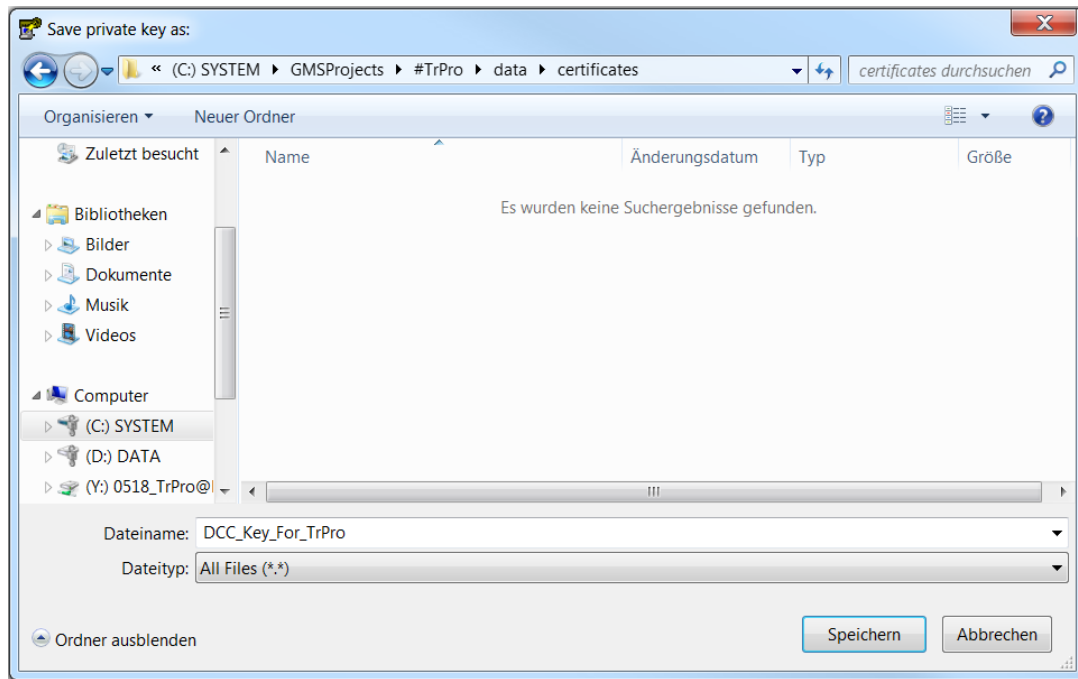 Save private key as:
« (C:) SYSTEM GMSProjects #TrPro data certificates
certificates durchsuchen
Organisieren Neuer Ordner
Zuletzt besucht
Name Änderungsdatum Typ Größe
Es wurden keine Suchergebnisse gefunden.
Bibliotheken
Bilder
Dokumente
Musik
Videos
Computer
(C:) SYSTEM
(D:) DATA
(Y:) 0518_TrPro@
Dateiname: DCC_Key_For_TrPro
Dateityp: All Files (*.*)
Ordner ausblenden
Speichern Abbrechen